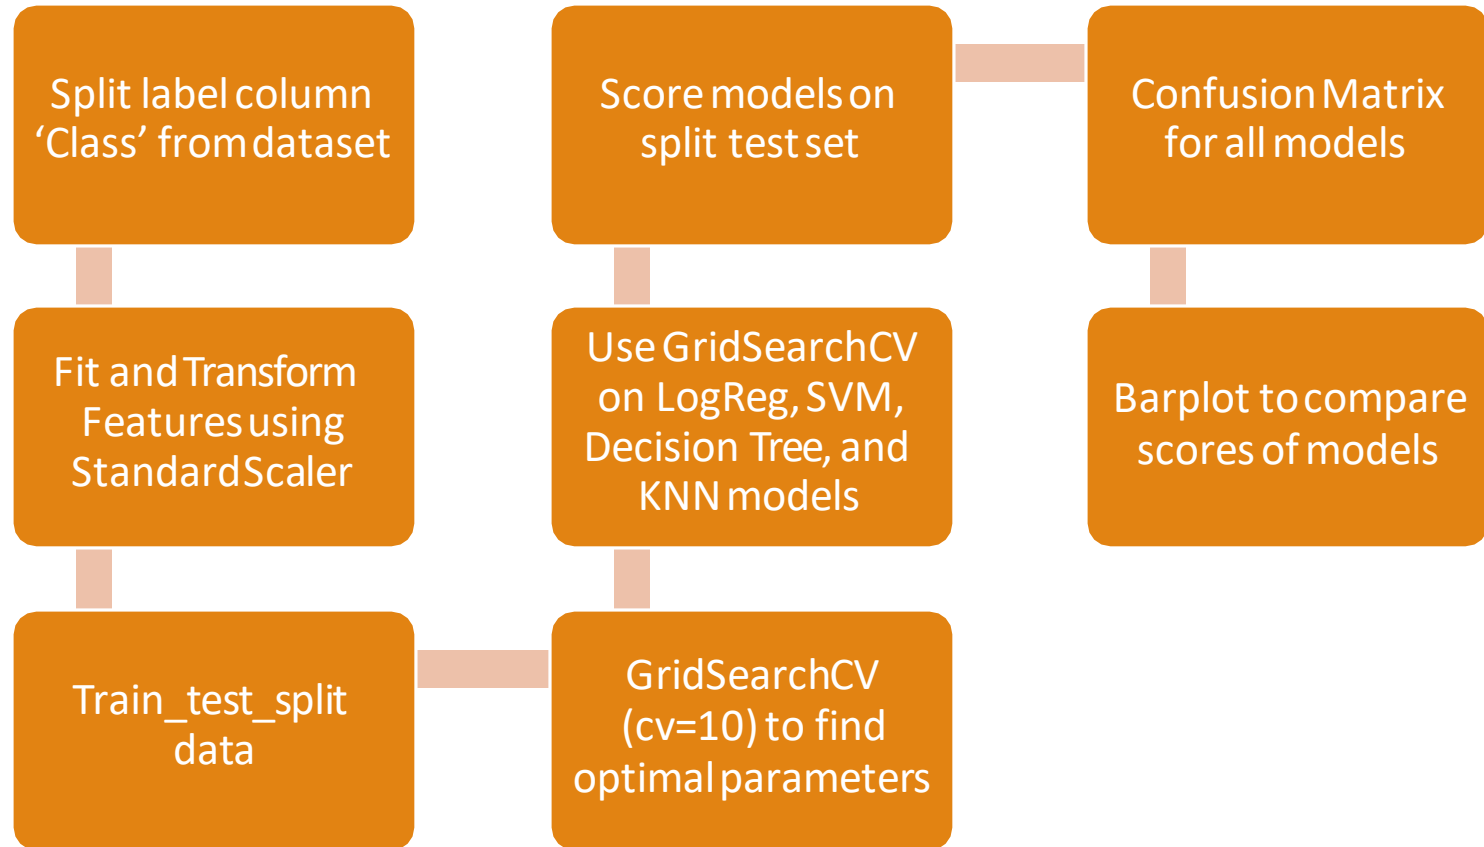 Split label column
‘Class’ from dataset
Fit and Transform
Features using
StandardScaler
Train_test_split
data
GridSearchCV
(cv=10) to find
optimal parameters
Use GridSearchCV
on LogReg, SVM,
Decision Tree, and
KNN models
Score models on
split test set
Confusion Matrix
for all models
Barplot to compare
scores of models